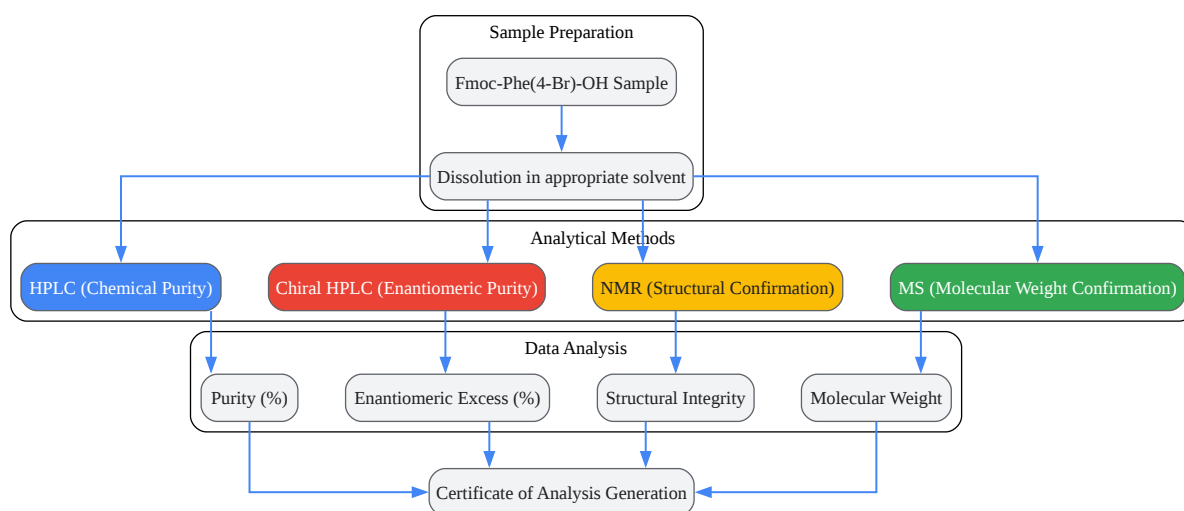 Sample Preparation
Fmoc-Phe(4-Br)-OH Sample
Dissolution in appropriate solvent
Analytical Methods
HPLC (Chemical Purity)
Chiral HPLC (Enantiomeric Purity)
NMR (Structural Confirmation)
MS (Molecular Weight Confirmation)
Data Analysis
Purity (%)
Enantiomeric Excess (%)
Structural Integrity
Molecular Weight
Certificate of Analysis Generation